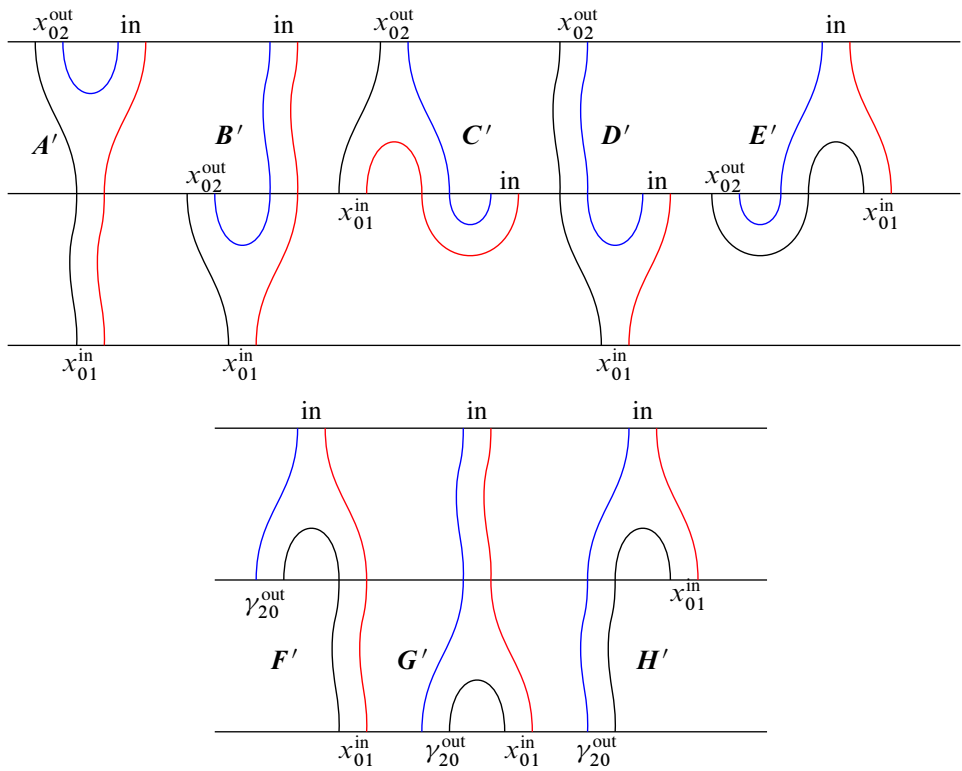 x_{02}^{out} in in x_{02}^{out} x_{02}^{out} in
A′ B′ C′ D′ E′
x_{02}^{out} in in x_{02}^{out}
x_{01}^{in} x_{01}^{in}
x_{01}^{in} x_{01}^{in} x_{01}^{in}
in in in
γ_{20}^{out} x_{01}^{in}
F′ G′ H′
x_{01}^{in} γ_{20}^{out} x_{01}^{in} γ_{20}^{out}